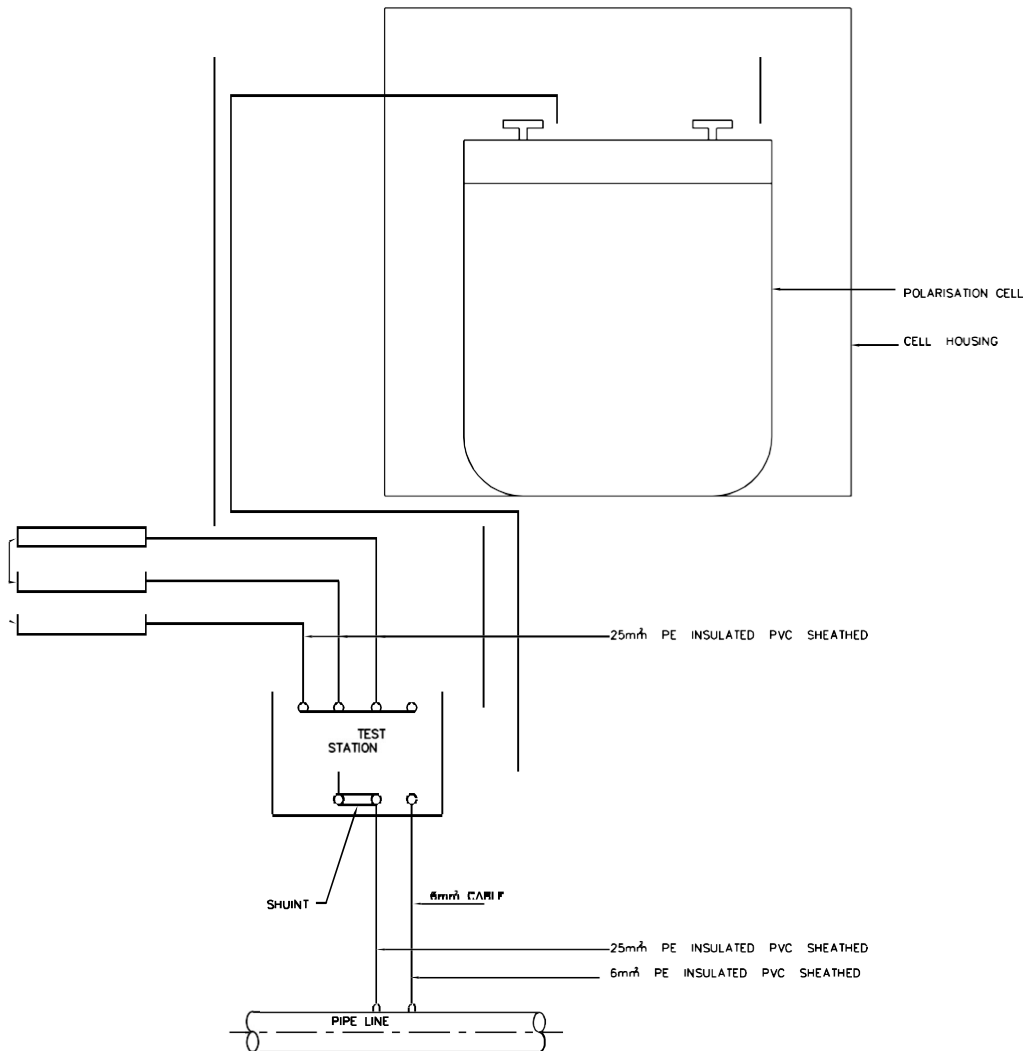 POLARISATION CELL
CELL HOUSING
25mm² PE INSULATED PVC SHEATHED
TEST
STATION
6mm² CABLE
SHUINT
25mm² PE INSULATED PVC SHEATHED
6mm² PE INSULATED PVC SHEATHED
PIPE LINE